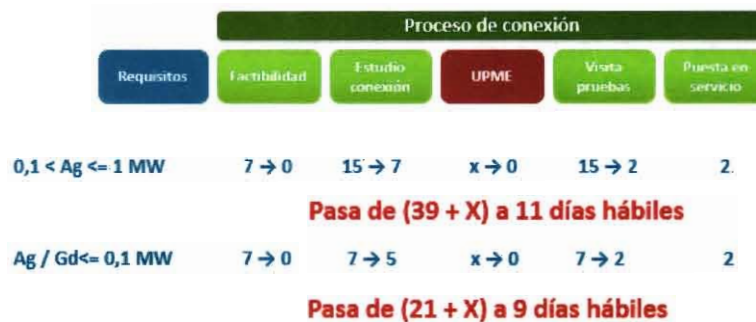 Proceso de conexión
Requisitos Factibilidad Estudio conexión UPME Visita pruebas Puesta en servicio
0,1 < Ag <= 1 MW 7 → 0 15 → 7 x → 0 15 → 2 2
Pasa de (39 + X) a 11 días hábiles
Ag / Gd<= 0,1 MW 7 → 0 7 → 5 x → 0 7 → 2 2
Pasa de (21 + X) a 9 días hábiles